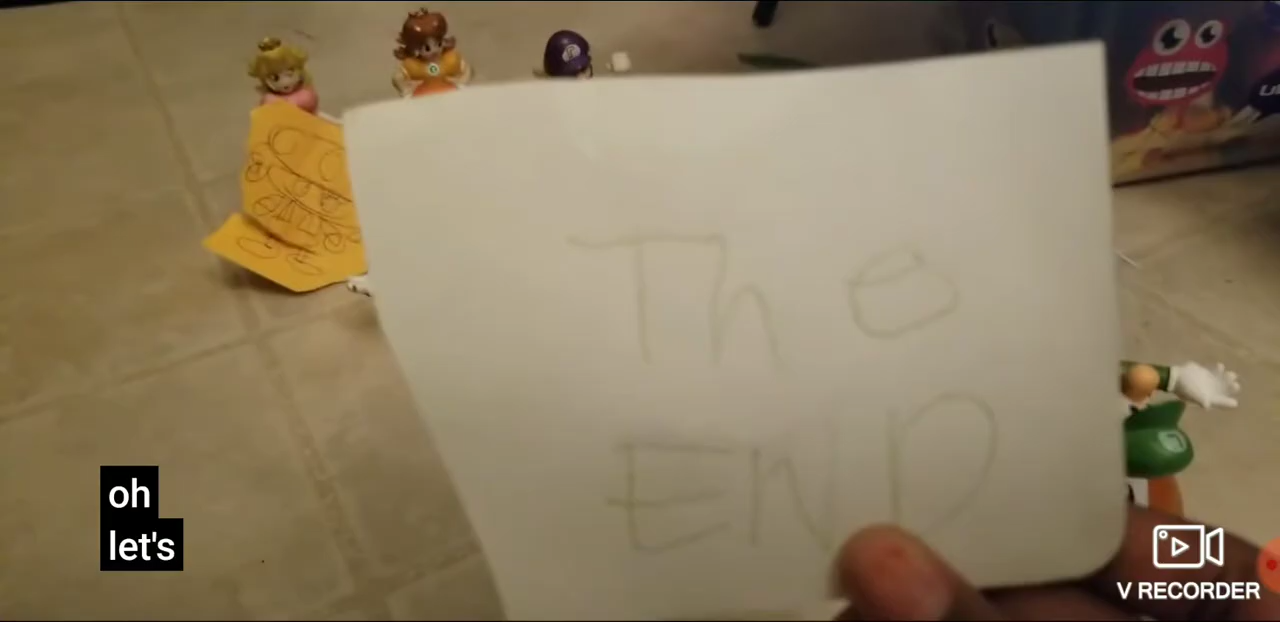 The
END
oh
let's
V RECORDER